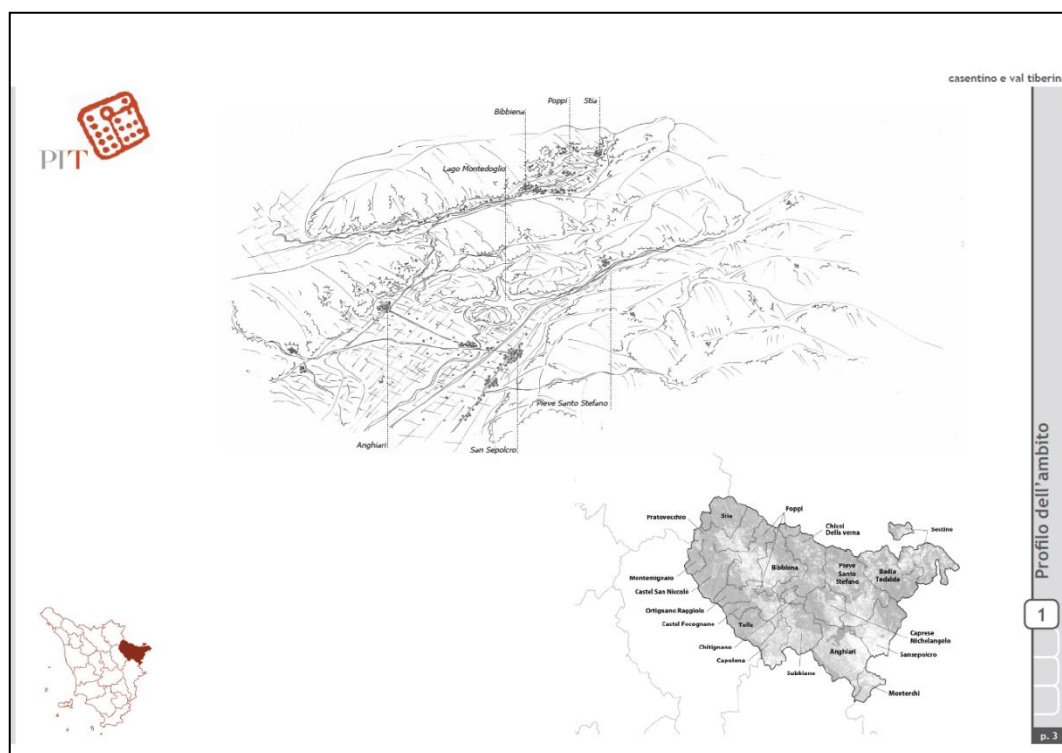 casentino e val tiberin
PIT
Poppi
Stia
Bibbiena
Lago Montedoglio
Pieve Santo Stefano
Anghiari
San Sepolcro
Profilo dell'ambito
1
Pratovecchio
Stia
Poppi
Chiusi
Della verna
Sestino
Bibbiena
Pieve
Santo
Stefano
Badia
Tedalda
Montemignaio
Castel San Niccolò
Ortignano Raggiolo
Castel Focognano
Talla
Chitignano
Capolona
Subbiano
Anghiari
Caprese
Michelangelo
Sansepolcro
Monterchi
p. 3